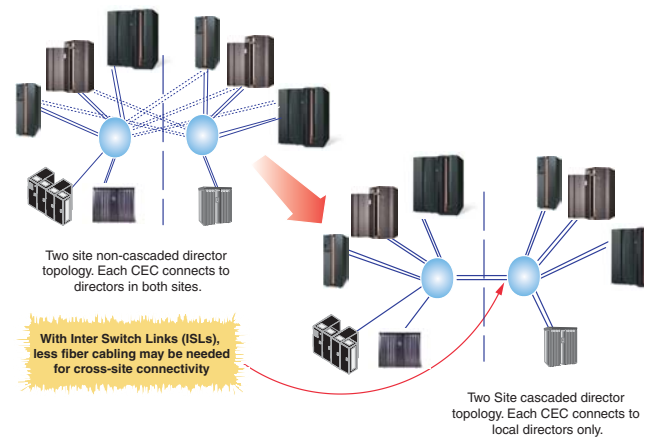 Two site non-cascaded director
topology. Each CEC connects to
directors in both sites.
With Inter Switch Links (ISLs),
less fiber cabling may be needed
for cross-site connectivity
Two Site cascaded director
topology. Each CEC connects to
local directors only.